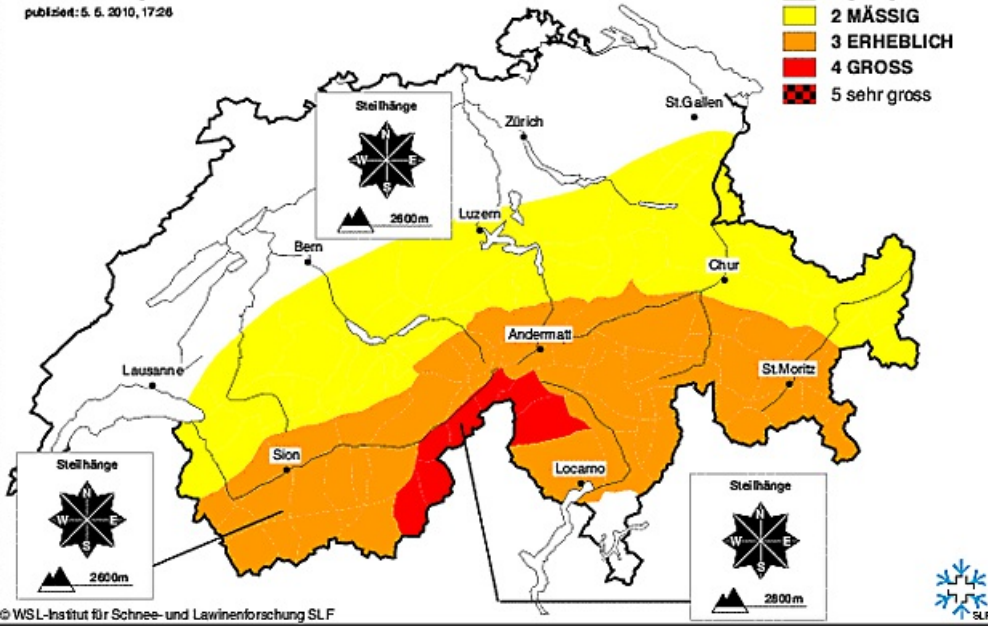 publiziert: 5. 5. 2010, 17:26
2 MÄSSIG
3 ERHEBLICH
4 GROSS
5 sehr gross
St.Gallen
Zürich
Steilhänge
N
W E
S
2600m
Luzern
Bern
Chur
Andermatt
Lausanne
St.Moritz
Sion
Locarno
Steilhänge
N
W E
S
2600m
Steilhänge
N
W E
S
2800m
© WSL-Institut für Schnee- und Lawinenforschung SLF
SLF